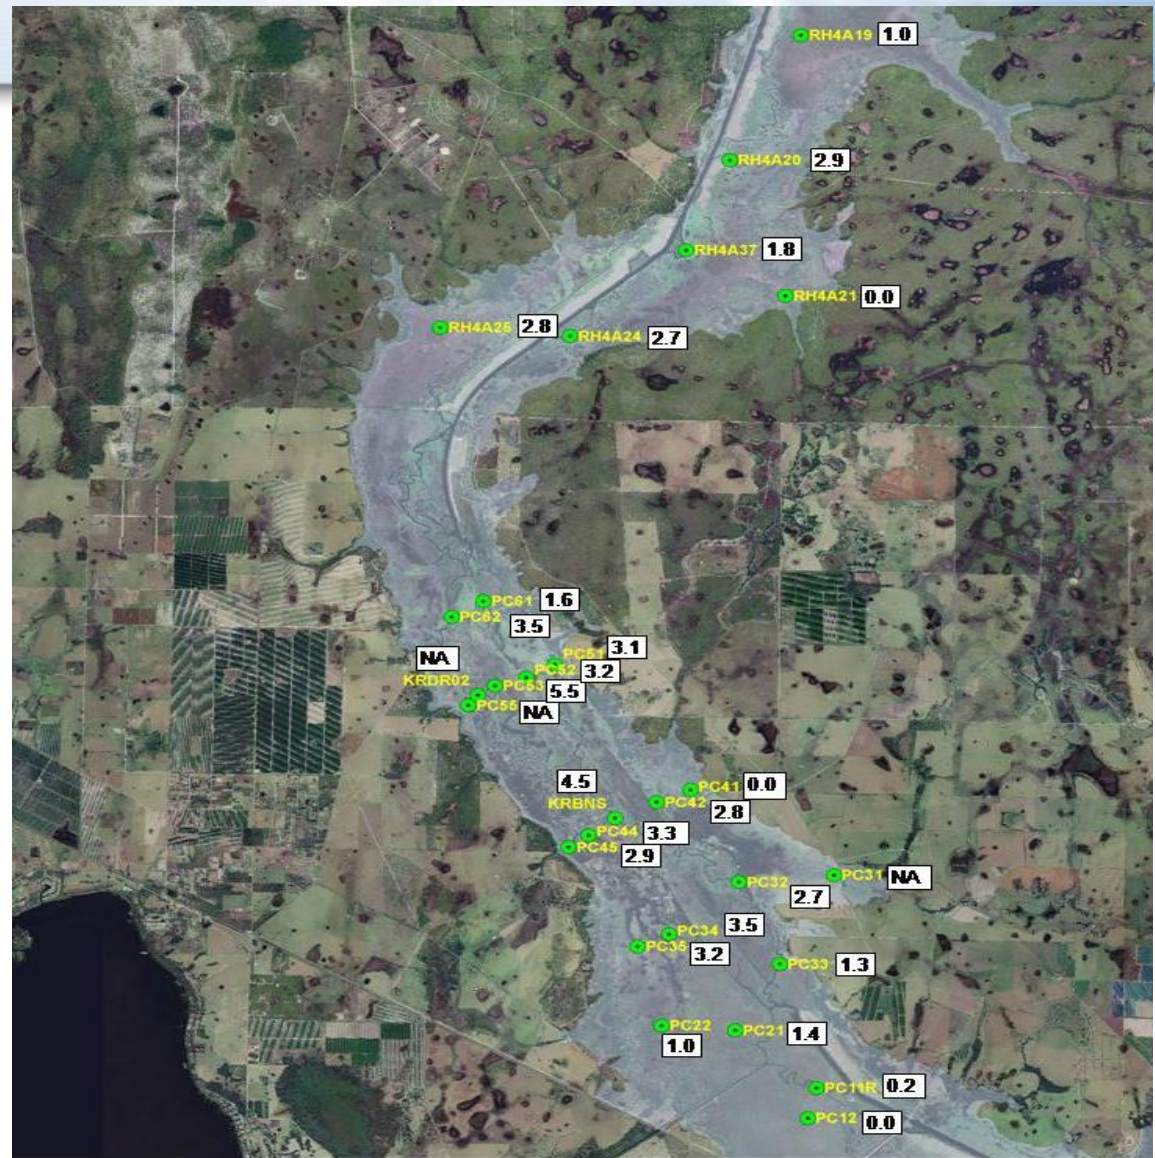 RH4A19 1.0
RH4A20 2.9
RH4A37 1.8
RH4A21 0.0
RH4A25 2.8
RH4A24 2.7
PC61 1.6
PC62
3.5
PC51 3.1
NA
PC52 3.2
KRDR02
PC53 5.5
PC55 NA
4.5
PC41 0.0
KRBNS
PC42
2.8
PC44 3.3
PC45 2.9
PC31 NA
PC32
2.7
PC34 3.5
PC35 3.2
PC33 1.3
PC22
1.0
PC21 1.4
PC11R 0.2
PC12 0.0